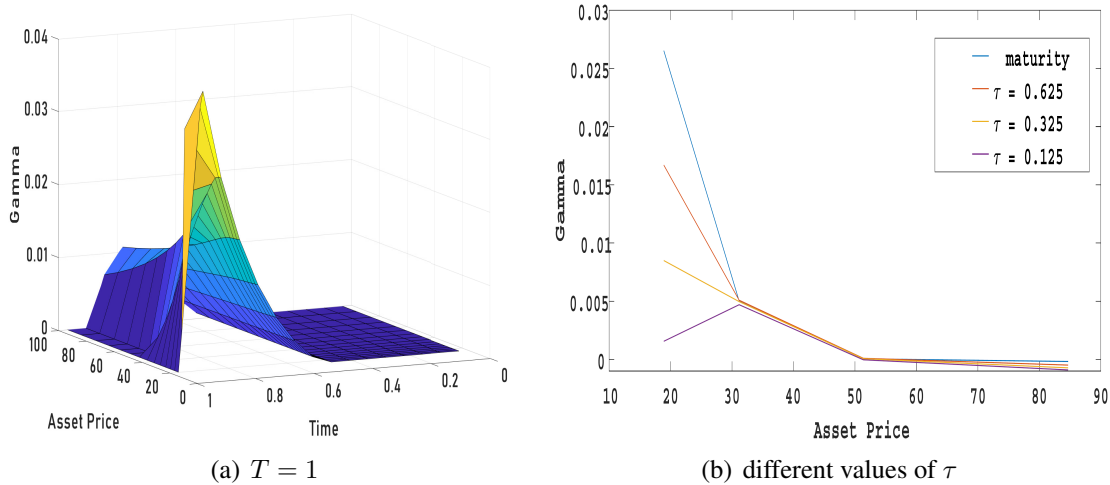 0.04
0.03
0.02
0.01
0
Gamma
100
80
60
40
20
0
Asset Price
1
0.8
0.6
0.4
0.2
0
Time
(a) T = 1
0.03
0.025
0.02
0.015
0.01
0.005
0
Gamma
maturity
τ = 0.625
τ = 0.325
τ = 0.125
10 20 30 40 50 60 70 80 90
Asset Price
(b) different values of τ